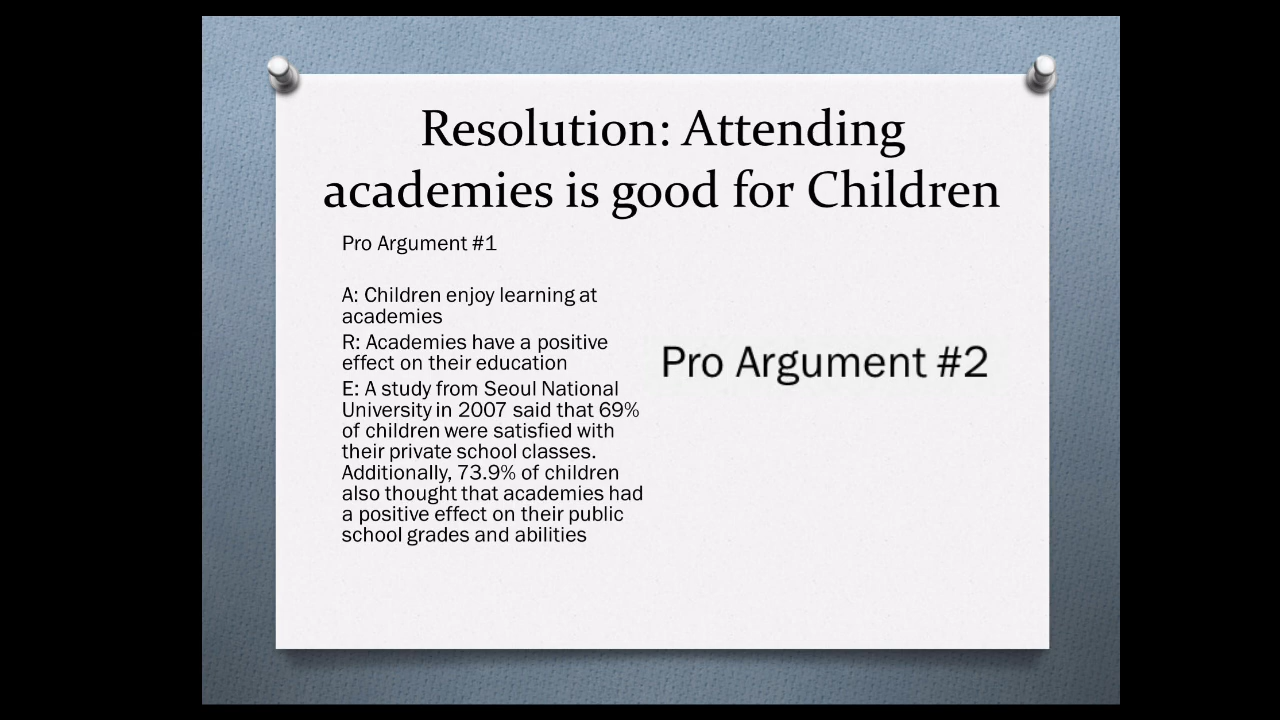 Resolution: Attending
academies is good for Children
Pro Argument #1
A: Children enjoy learning at
academies
R: Academies have a positive
effect on their education
E: A study from Seoul National
University in 2007 said that 69%
of children were satisfied with
their private school classes.
Additionally, 73.9% of children
also thought that academies had
a positive effect on their public
school grades and abilities
Pro Argument #2